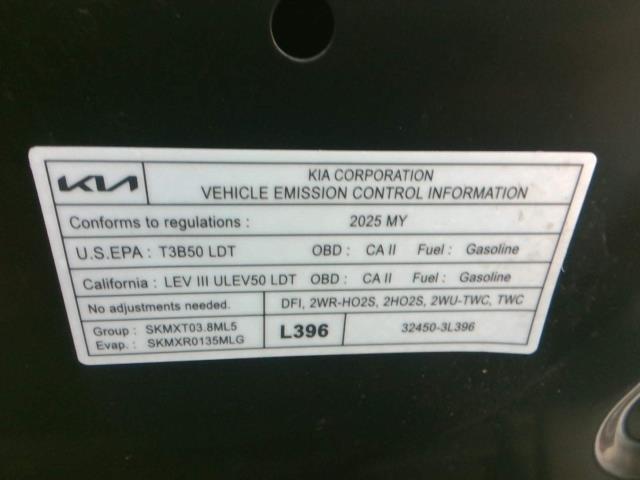 KIA KIA CORPORATION
VEHICLE EMISSION CONTROL INFORMATION
Conforms to regulations : 2025 MY
U.S.EPA : T3B50 LDT OBD : CA II Fuel : Gasoline
California : LEV III ULEV50 LDT OBD : CA II Fuel : Gasoline
No adjustments needed. DFI, 2WR-HO2S, 2HO2S, 2WU-TWC, TWC
Group : SKMXT03.8ML5 L396 32450-3L396
Evap. : SKMXR0135MLG